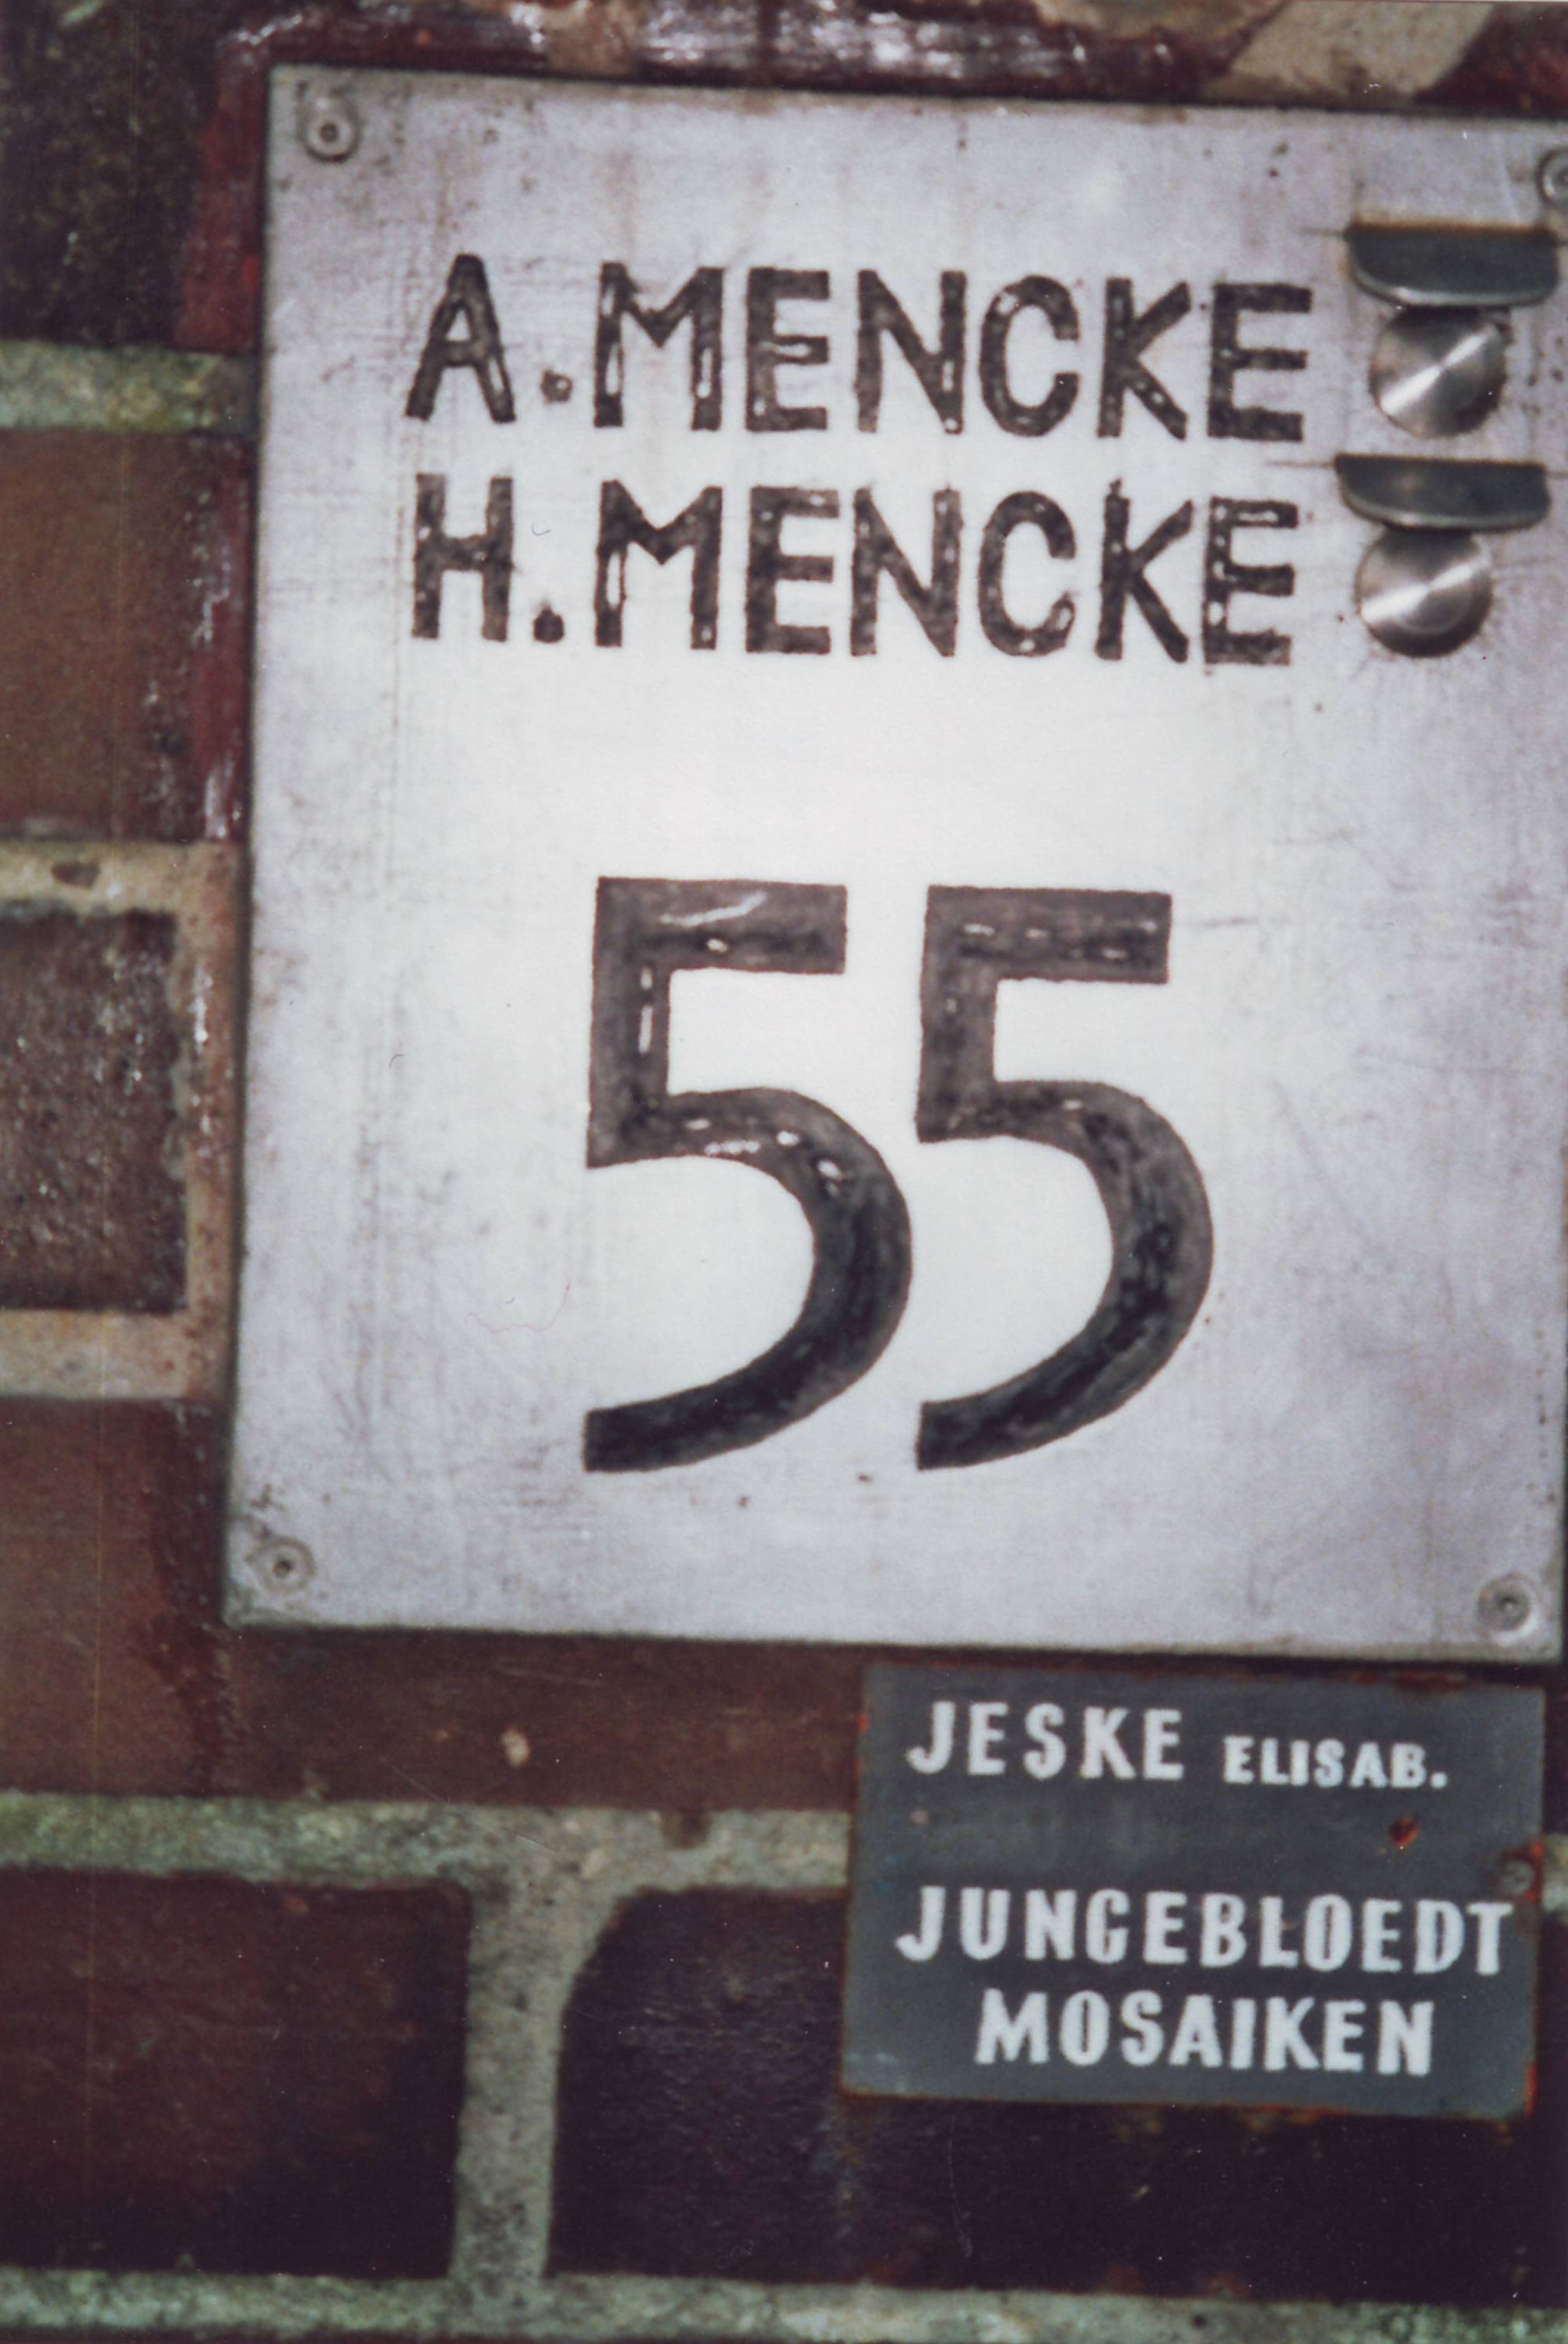 A.MENCKE
H.MENCKE
55
JESKE ELISAB.
JUNGEBLOEDT
MOSAIKEN